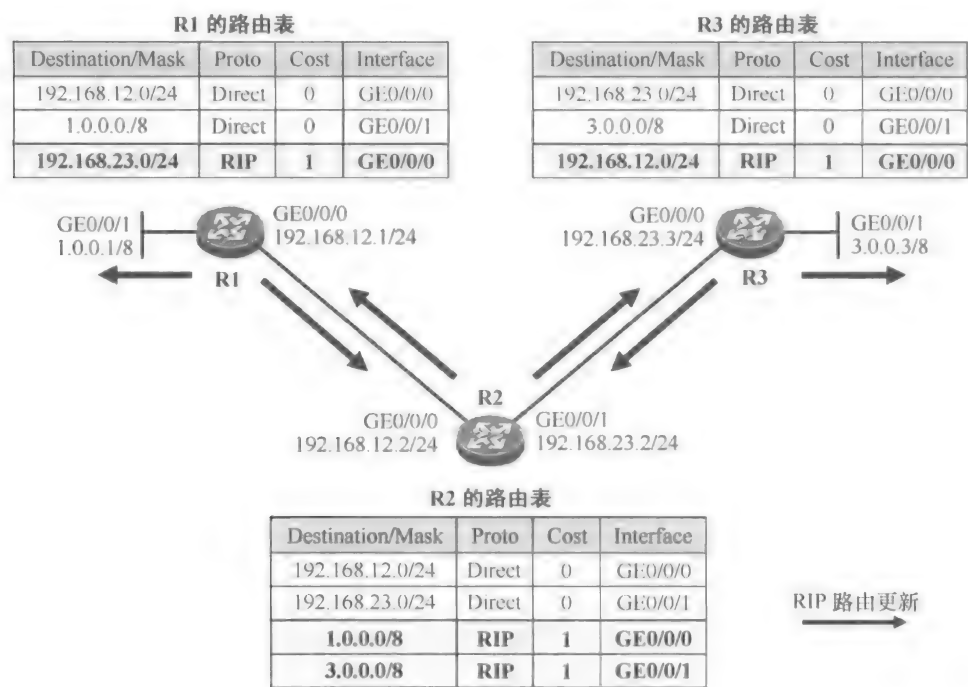 R1 的路由表
Destination/Mask Proto Cost Interface
192.168.12.0/24 Direct 0 GE0/0/0
1.0.0.0./8 Direct 0 GE0/0/1
192.168.23.0/24 RIP 1 GE0/0/0
R3 的路由表
Destination/Mask Proto Cost Interface
192.168.23.0/24 Direct 0 GE0/0/0
3.0.0.0/8 Direct 0 GE0/0/1
192.168.12.0/24 RIP 1 GE0/0/0
GE0/0/1
1.0.0.1/8
GE0/0/0
192.168.12.1/24
R1
GE0/0/0
192.168.23.3/24
GE0/0/1
3.0.0.3/8
R3
R2
GE0/0/0
192.168.12.2/24
GE0/0/1
192.168.23.2/24
R2 的路由表
Destination/Mask Proto Cost Interface
192.168.12.0/24 Direct 0 GE0/0/0
192.168.23.0/24 Direct 0 GE0/0/1
1.0.0.0/8 RIP 1 GE0/0/0
3.0.0.0/8 RIP 1 GE0/0/1
RIP 路由更新